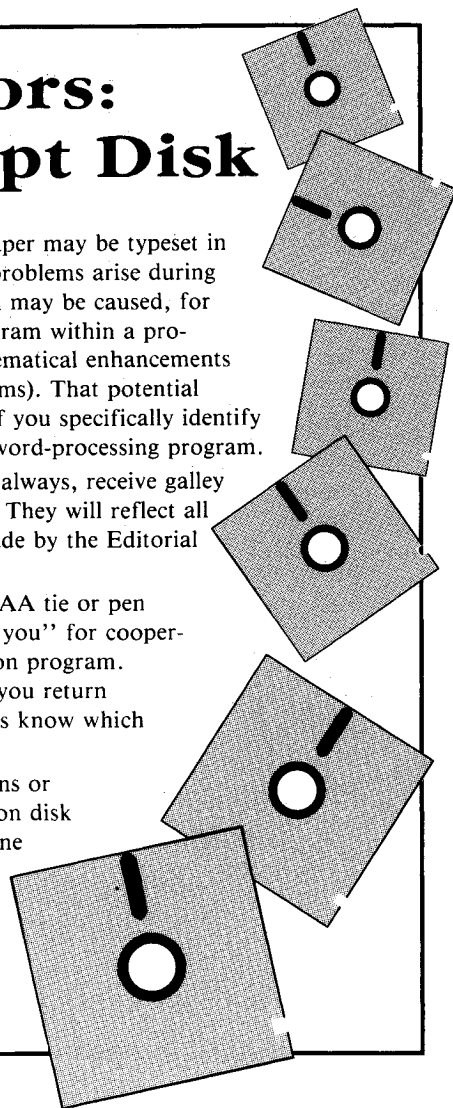 ors:
pt Disk
aper may be typeset in
problems arise during
may be caused, for
ram within a pro-
ematical enhancements
ms). That potential
f you specifically identify
word-processing program.
always, receive galley
They will reflect all
de by the Editorial
AA tie or pen
you" for cooper-
on program.
you return
s know which
ns or
on disk
ne